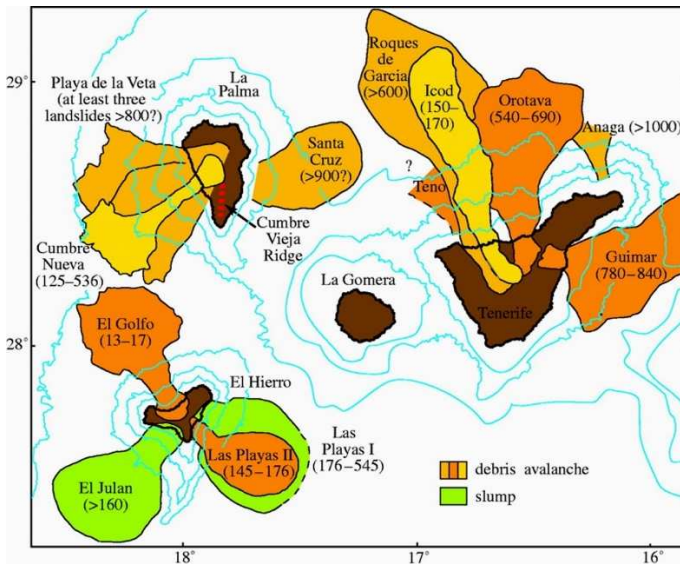 29°
28°
18
17
16°
Playa de la Veta
(at least three
landslides >800?)
La
Palma
Santa
Cruz
(>900?)
Cumbre
Vieja
Ridge
Cumbre
Nueva
(125–536)
Roques
de
Garcia
(>600)
Icod
(150–
170)
Orotava
(540–690)
Anaga (>1000)
?
Teno
Guimar
(780–840)
La Gomera
Tenerife
El Golfo
(13–17)
El Hierro
Las Playas II
(145–176)
Las
Playas I
(176–545)
El Julan
(>160)
debris avalanche
slump